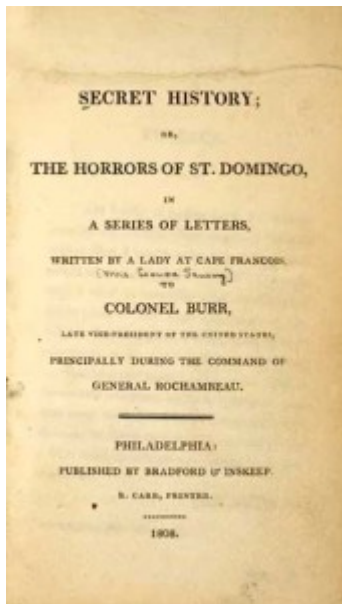 SECRET HISTORY;
OR,
THE HORRORS OF ST. DOMINGO,
IN
A SERIES OF LETTERS,
WRITTEN BY A LADY AT CAPE FRANCOIS.
TO
COLONEL BURR,
LATE VICE-PRESIDENT OF THE UNITED STATES,
PRINCIPALLY DURING THE COMMAND OF
GENERAL ROCHAMBEAU.
PHILADELPHIA:
PUBLISHED BY BRADFORD & INSKEEP.
R. CARR, PRINTER.
1808.